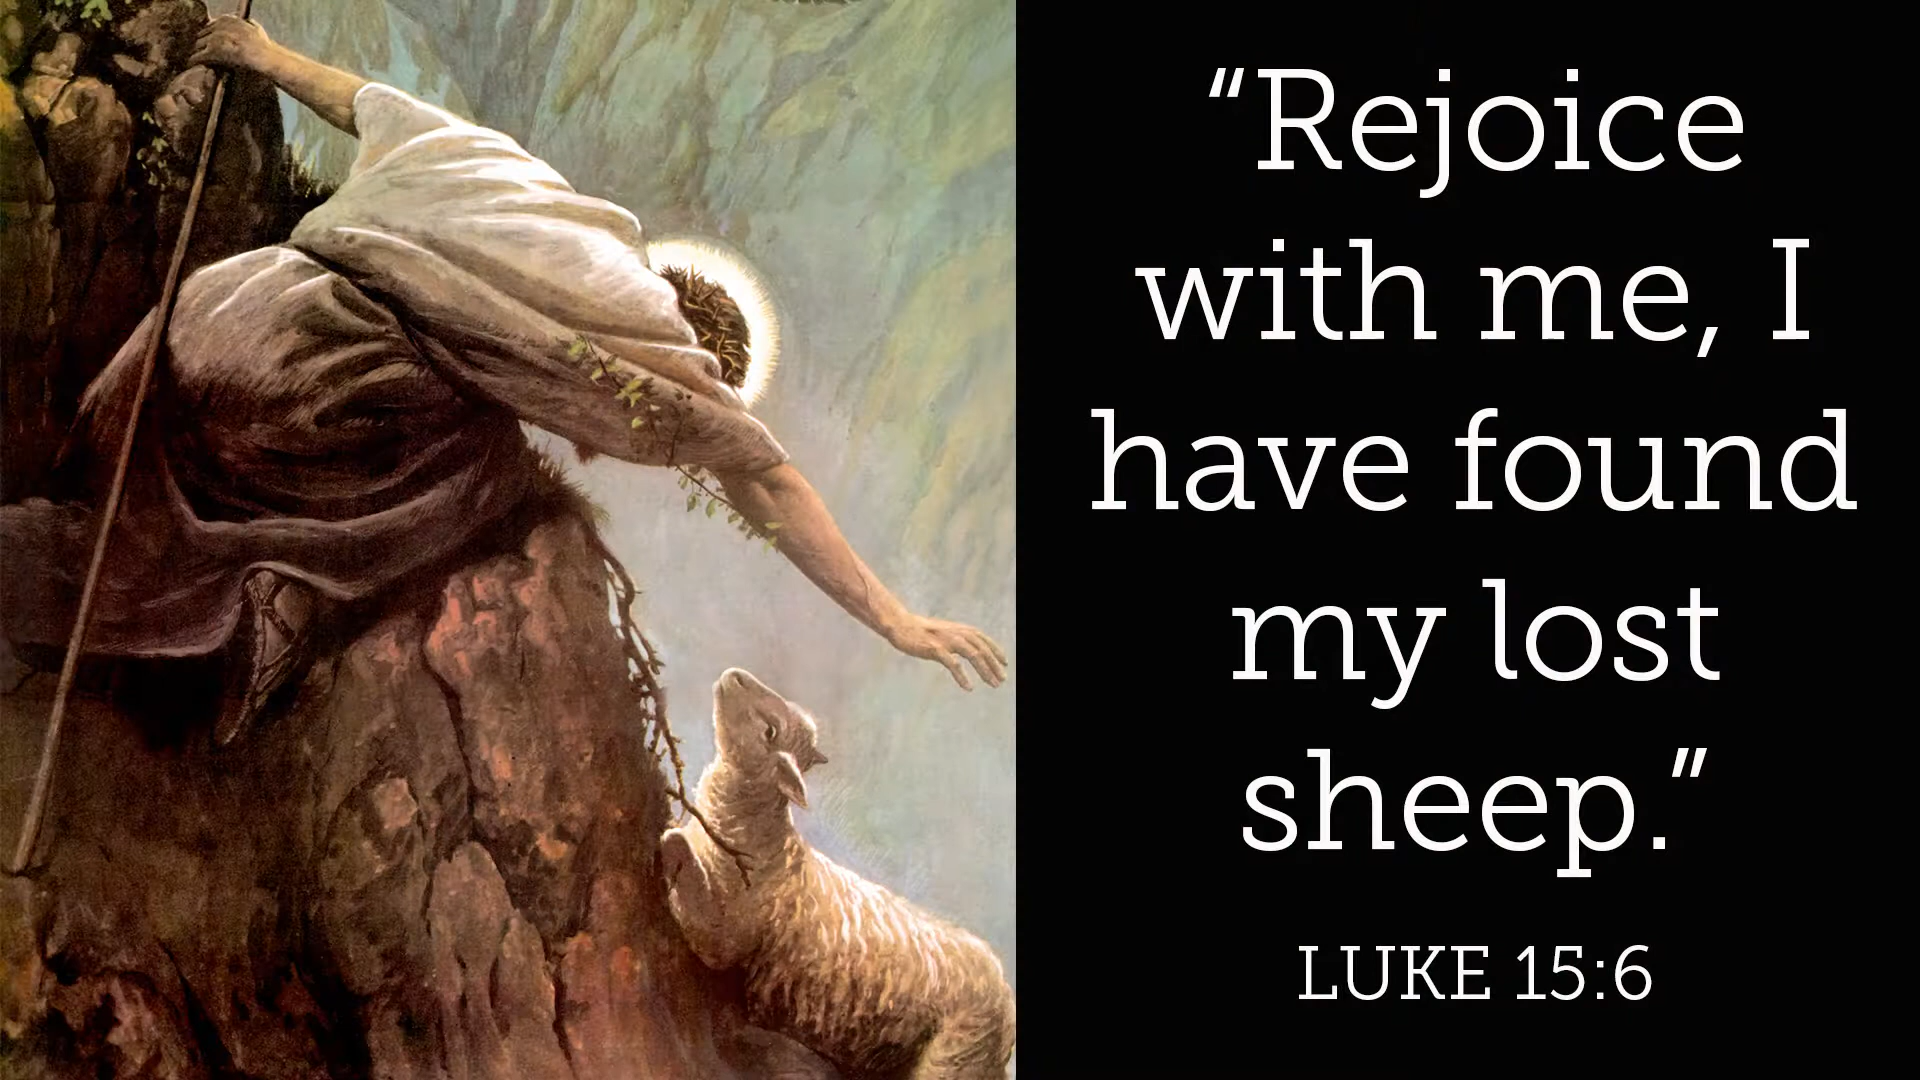 “Rejoice
with me, I
have found
my lost
sheep.”
LUKE 15:6